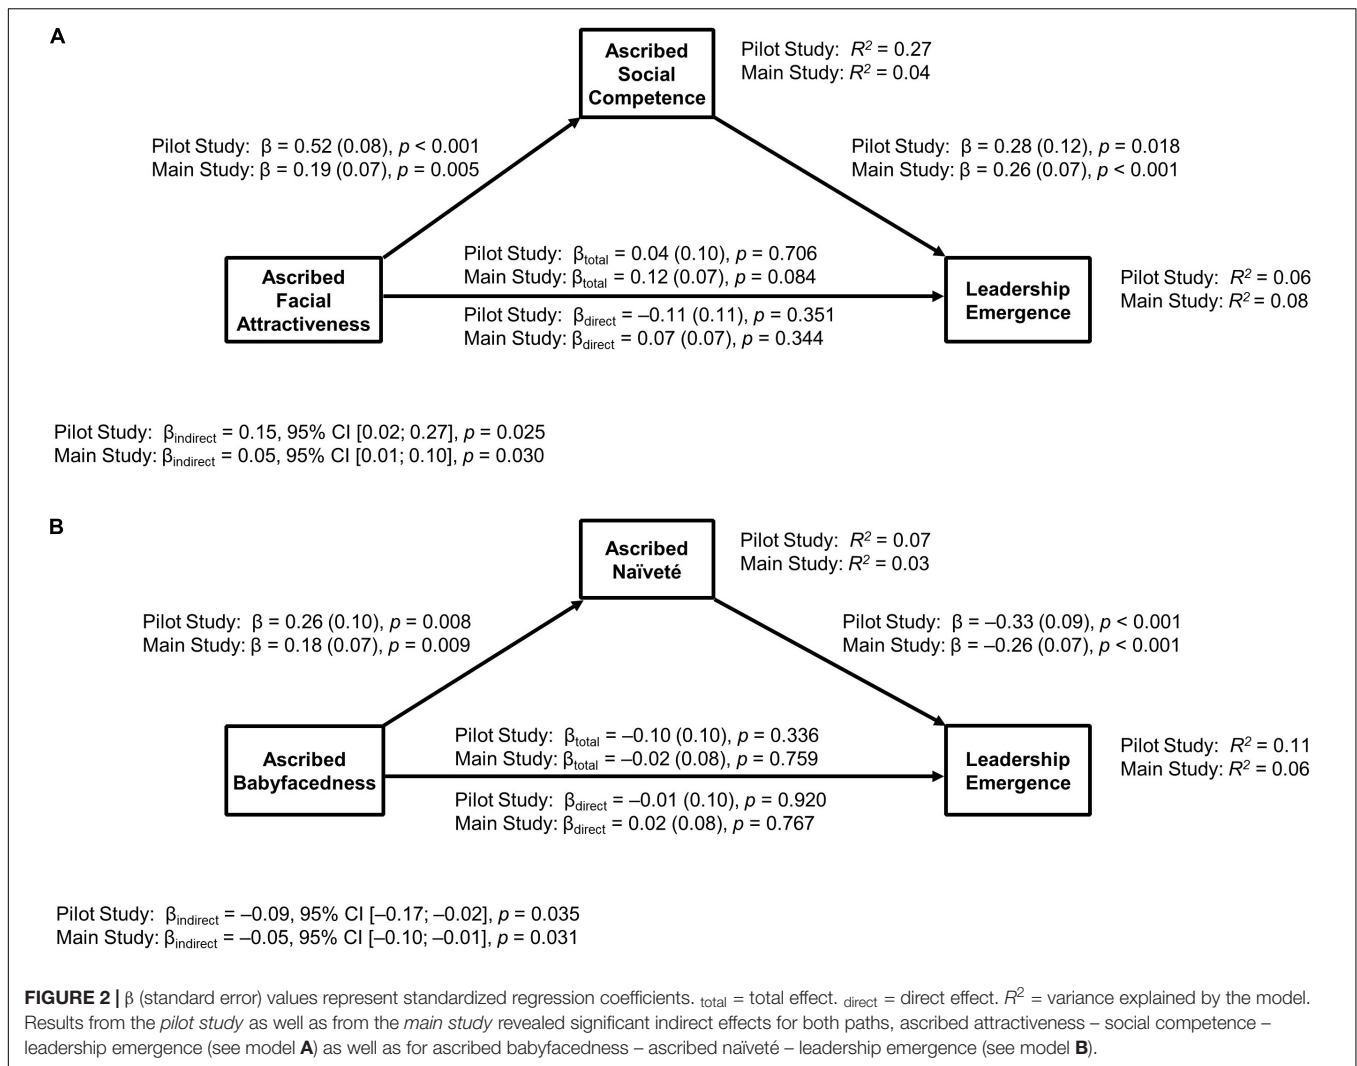 A
Ascribed
Social
Competence
Pilot Study: R² = 0.27
Main Study: R² = 0.04
Pilot Study: β = 0.52 (0.08), p < 0.001
Main Study: β = 0.19 (0.07), p = 0.005
Pilot Study: β = 0.28 (0.12), p = 0.018
Main Study: β = 0.26 (0.07), p < 0.001
Ascribed
Facial
Attractiveness
Pilot Study: βtotal = 0.04 (0.10), p = 0.706
Main Study: βtotal = 0.12 (0.07), p = 0.084
Pilot Study: βdirect = –0.11 (0.11), p = 0.351
Main Study: βdirect = 0.07 (0.07), p = 0.344
Leadership
Emergence
Pilot Study: R² = 0.06
Main Study: R² = 0.08
Pilot Study: βindirect = 0.15, 95% CI [0.02; 0.27], p = 0.025
Main Study: βindirect = 0.05, 95% CI [0.01; 0.10], p = 0.030
B
Ascribed
Naïveté
Pilot Study: R² = 0.07
Main Study: R² = 0.03
Pilot Study: β = 0.26 (0.10), p = 0.008
Main Study: β = 0.18 (0.07), p = 0.009
Pilot Study: β = –0.33 (0.09), p < 0.001
Main Study: β = –0.26 (0.07), p < 0.001
Ascribed
Babyfacedness
Pilot Study: βtotal = –0.10 (0.10), p = 0.336
Main Study: βtotal = –0.02 (0.08), p = 0.759
Pilot Study: βdirect = –0.01 (0.10), p = 0.920
Main Study: βdirect = 0.02 (0.08), p = 0.767
Leadership
Emergence
Pilot Study: R² = 0.11
Main Study: R² = 0.06
Pilot Study: βindirect = –0.09, 95% CI [–0.17; –0.02], p = 0.035
Main Study: βindirect = –0.05, 95% CI [–0.10; –0.01], p = 0.031
FIGURE 2 | β (standard error) values represent standardized regression coefficients. total = total effect. direct = direct effect. R² = variance explained by the model.
Results from the pilot study as well as from the main study revealed significant indirect effects for both paths, ascribed attractiveness – social competence –
leadership emergence (see model A) as well as for ascribed babyfacedness – ascribed naïveté – leadership emergence (see model B).